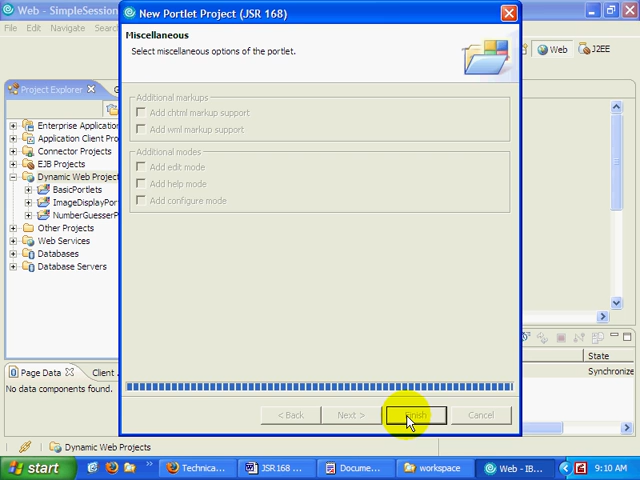 Web - SimpleSession
File Edit Navigate Search
New Portlet Project (JSR 168)
Miscellaneous
Select miscellaneous options of the portlet.
Web
J2EE
Project Explorer
Enterprise Application
Application Client Pro
Connector Projects
EJB Projects
Dynamic Web Project
BasicPortlets
ImageDisplayPor
NumberGuesserP
Other Projects
Web Services
Databases
Database Servers
Additional markups
Add chtml markup support
Add wml markup support
Additional modes
Add edit mode
Add help mode
Add configure mode
Page Data
Client
No data components found.
State
Synchronize
< Back
Next >
Finish
Cancel
Dynamic Web Projects
start
Technica...
JSR168 ...
Docume...
workspace
Web - IB...
9:10 AM